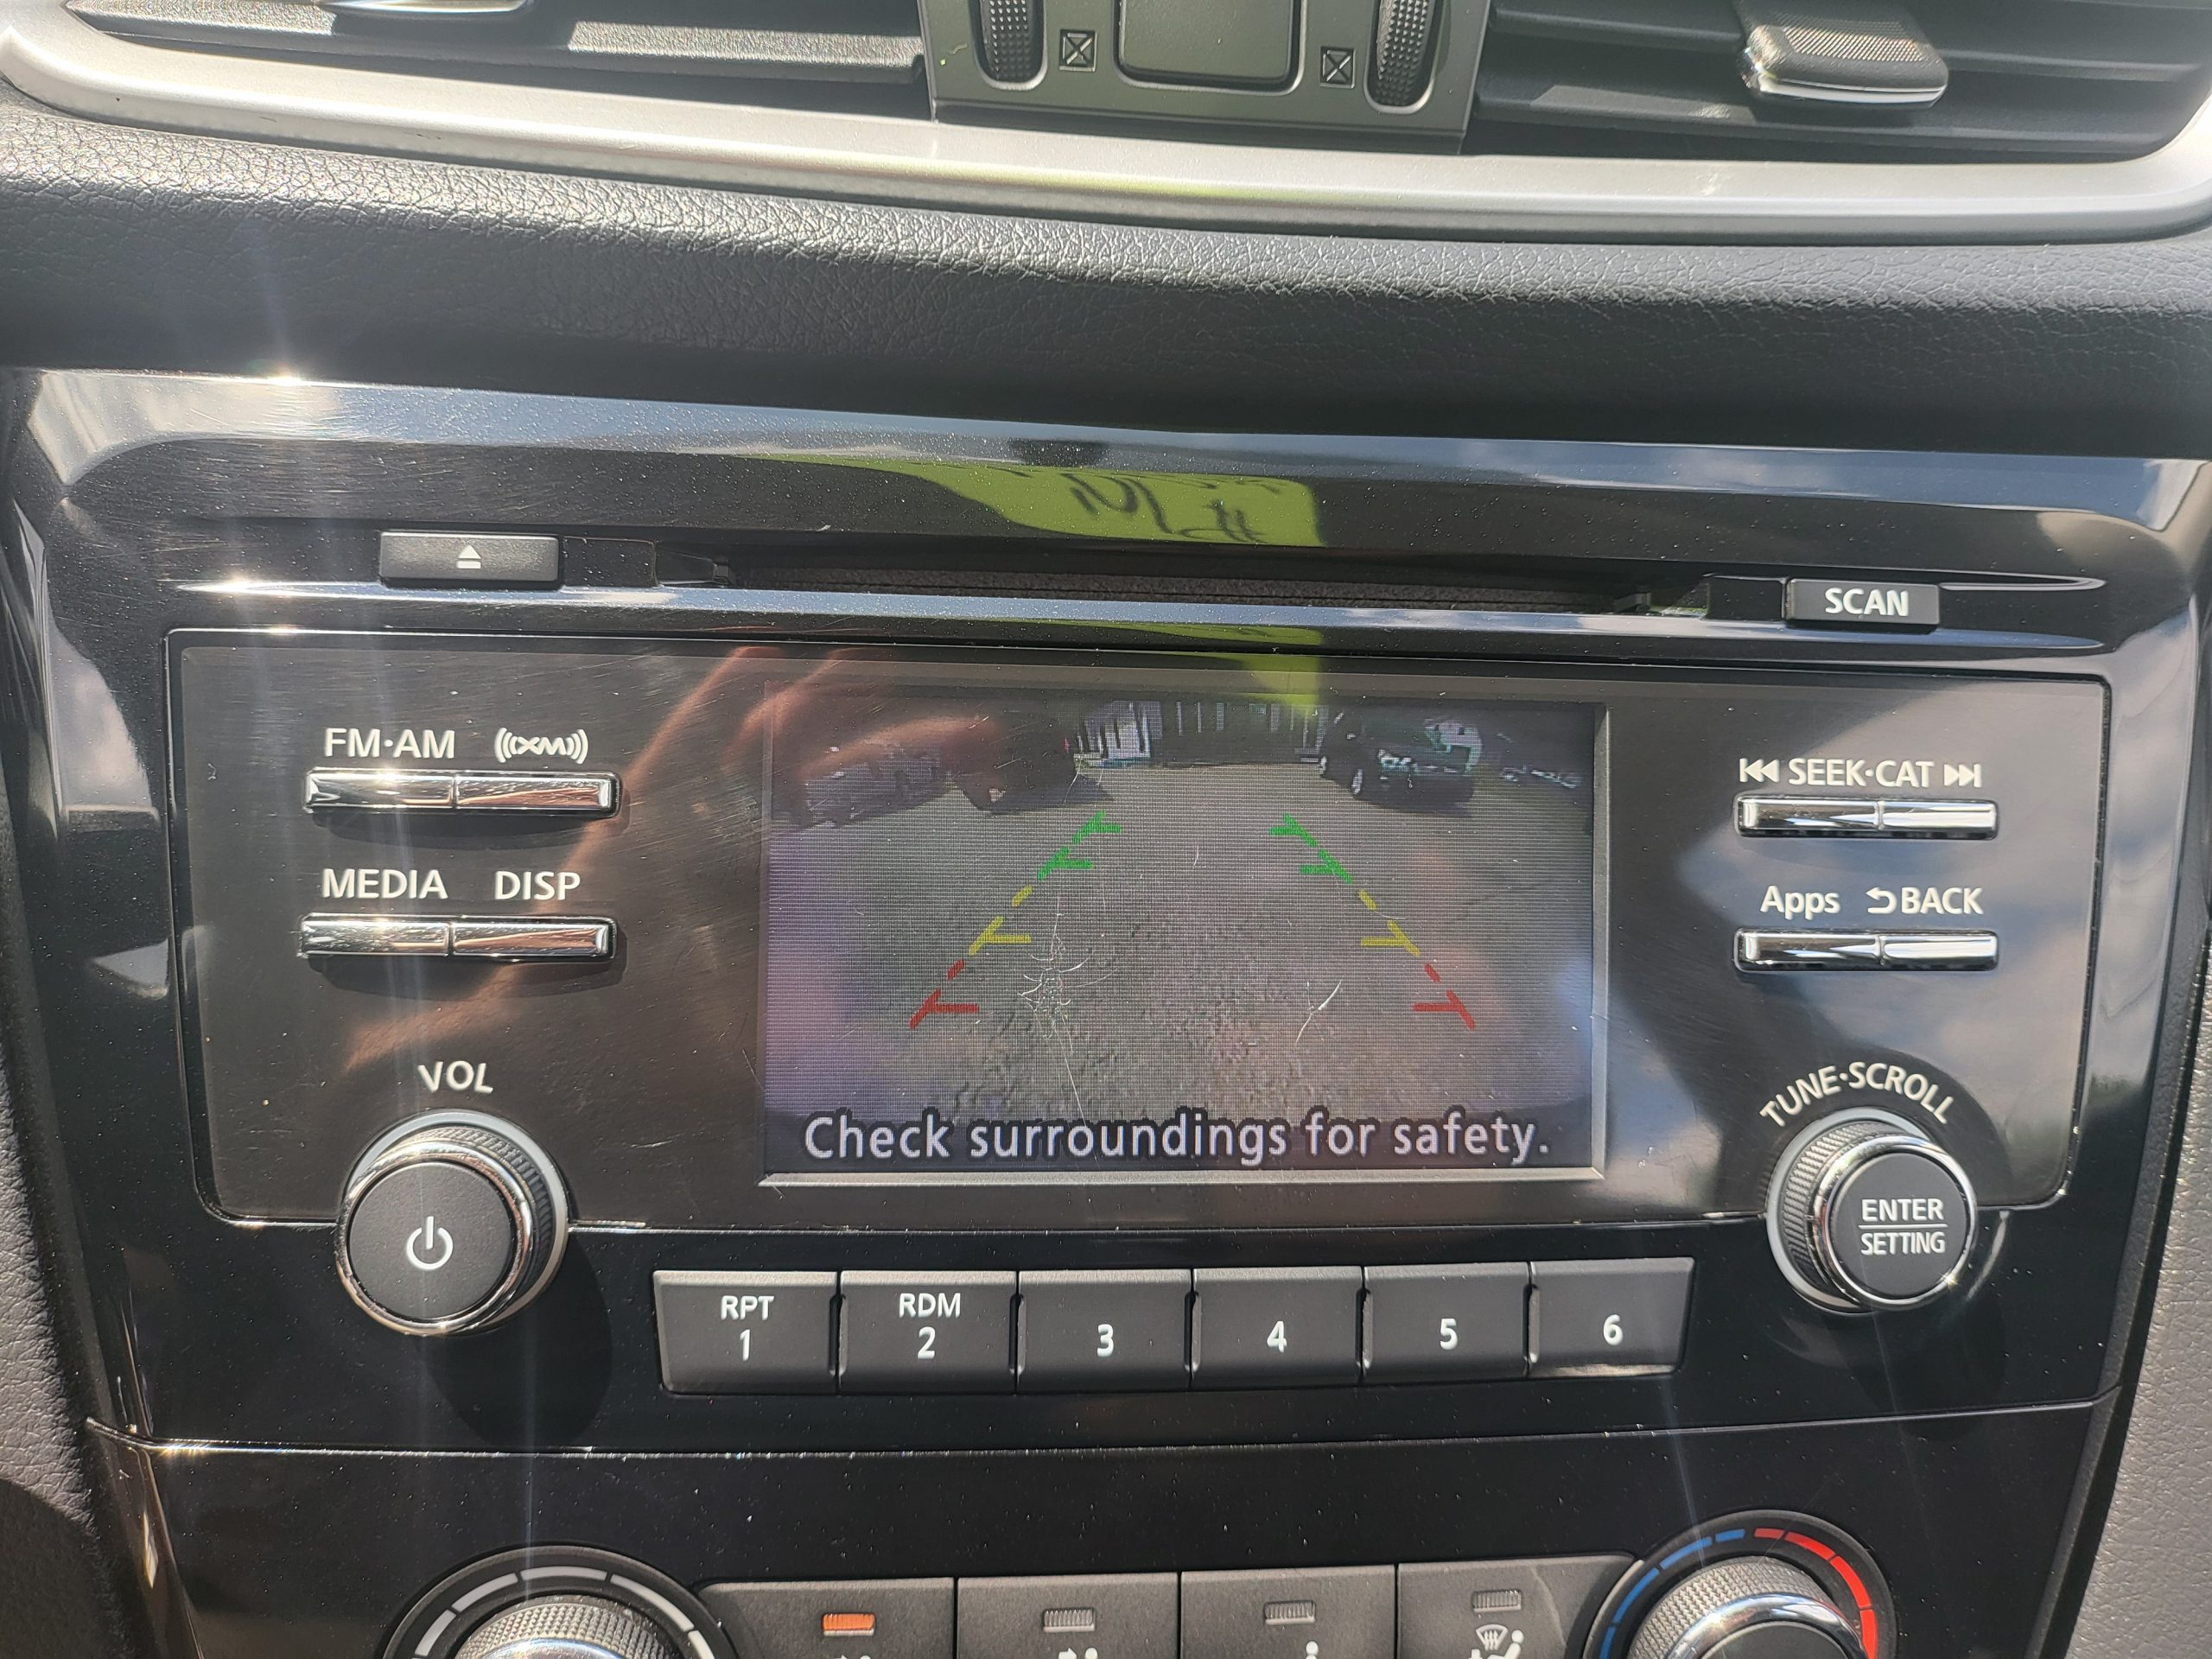 SCAN
FM·AM XM
SEEK·CAT
MEDIA DISP
Apps BACK
VOL
TUNE·SCROLL
Check surroundings for safety.
ENTER
SETTING
RPT
1
RDM
2
3
4
5
6